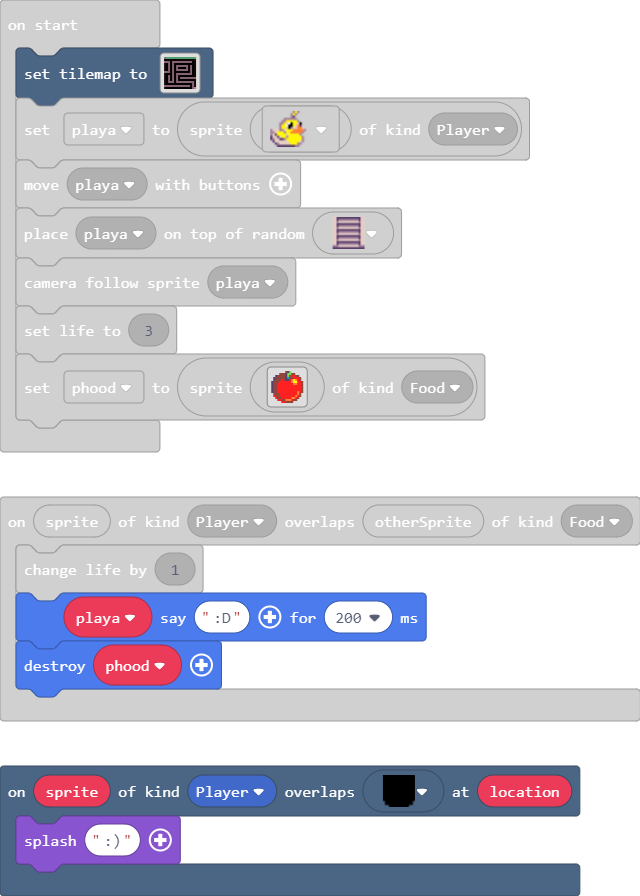 on start
set tilemap to
set playa to sprite of kind Player
move playa with buttons
place playa on top of random
camera follow sprite playa
set life to 3
set phood to sprite of kind Food
on sprite of kind Player overlaps otherSprite of kind Food
change life by 1
playa say ":D" for 200 ms
destroy phood
on sprite of kind Player overlaps at location
splash ":)"